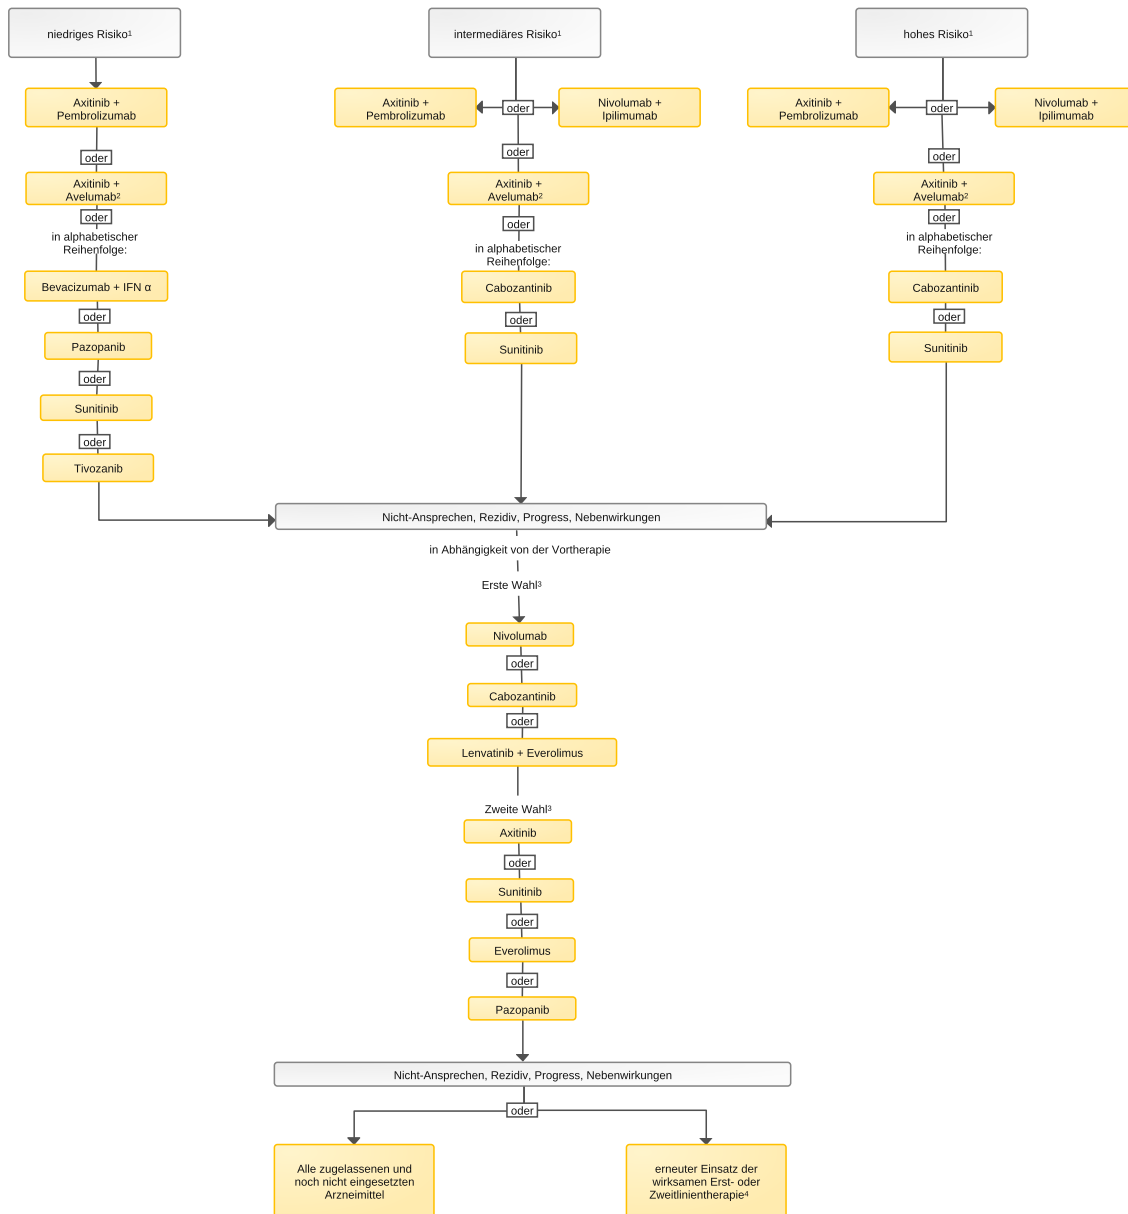 niedriges Risiko¹
intermediäres Risiko¹
hohes Risiko¹
Axitinib +
Pembrolizumab
oder
Axitinib +
Avelumab²
oder
in alphabetischer
Reihenfolge:
Bevacizumab + IFN α
oder
Pazopanib
oder
Sunitinib
oder
Tivozanib
Axitinib +
Pembrolizumab
oder
Nivolumab +
Ipilimumab
oder
Axitinib +
Avelumab²
oder
in alphabetischer
Reihenfolge:
Cabozantinib
oder
Sunitinib
Axitinib +
Pembrolizumab
oder
Nivolumab +
Ipilimumab
oder
Axitinib +
Avelumab²
oder
in alphabetischer
Reihenfolge:
Cabozantinib
oder
Sunitinib
Nicht-Ansprechen, Rezidiv, Progress, Nebenwirkungen
in Abhängigkeit von der Vortherapie
Erste Wahl³
Nivolumab
oder
Cabozantinib
oder
Lenvatinib + Everolimus
Zweite Wahl³
Axitinib
oder
Sunitinib
oder
Everolimus
oder
Pazopanib
Nicht-Ansprechen, Rezidiv, Progress, Nebenwirkungen
oder
Alle zugelassenen und
noch nicht eingesetzten
Arzneimittel
erneuter Einsatz der
wirksamen Erst- oder
Zweitlinientherapie⁴